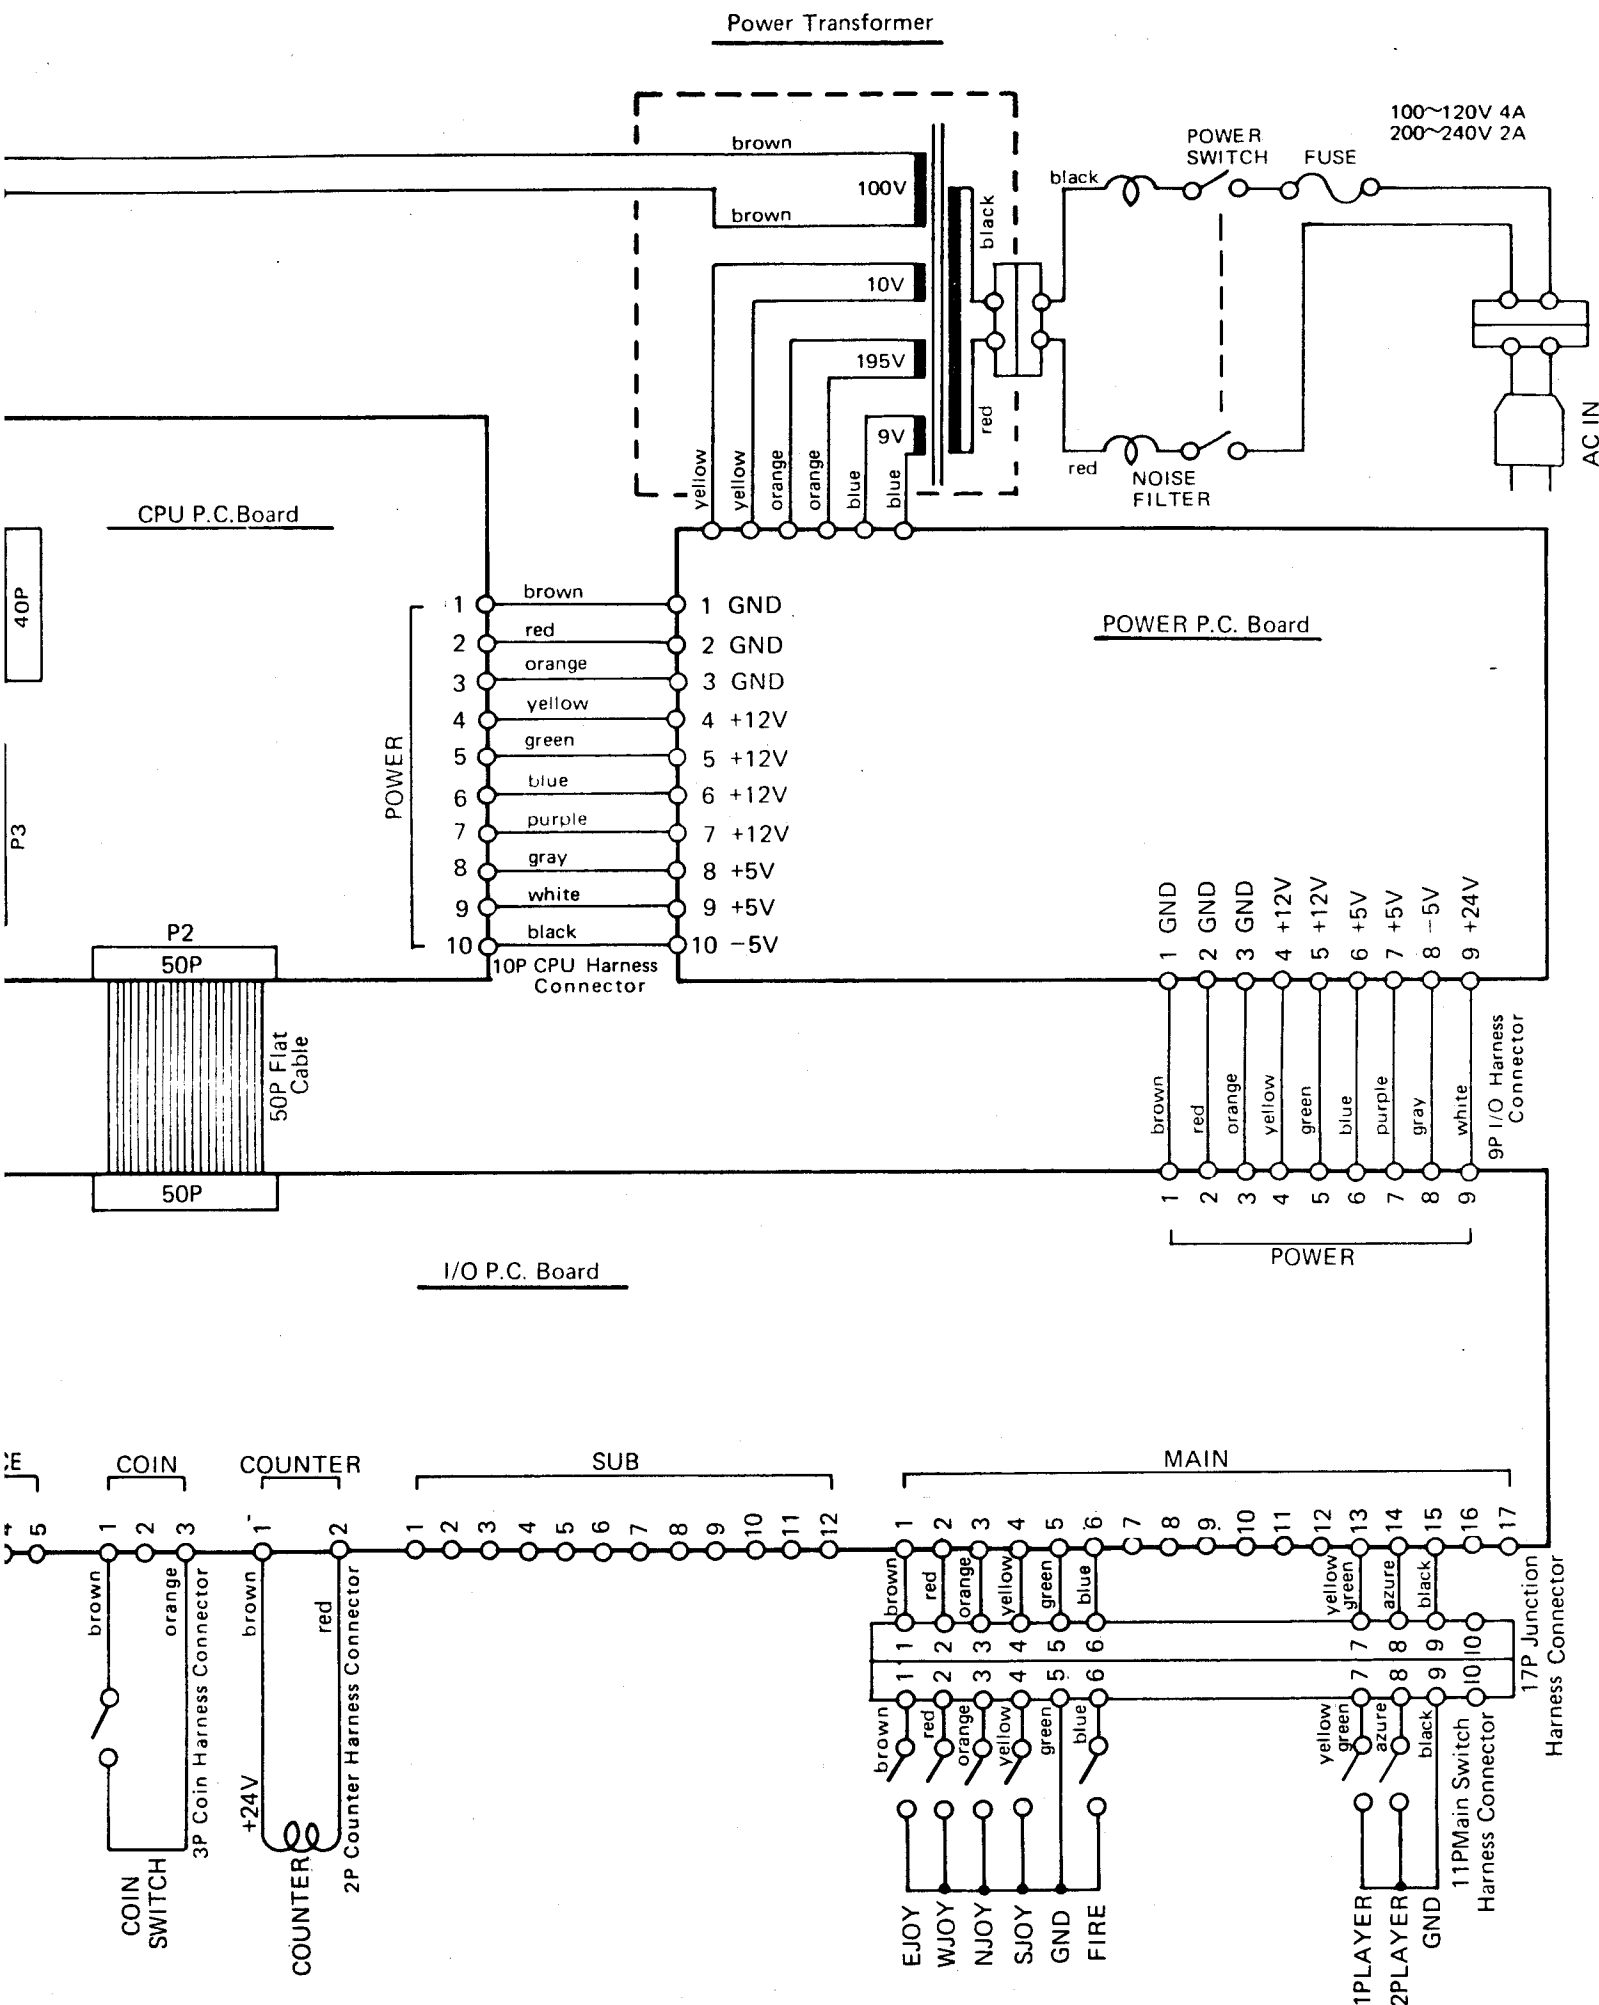 Power Transformer
100~120V 4A
200~240V 2A
POWER
SWITCH
FUSE
brown
100V
brown
black
black
10V
195V
9V
red
red
NOISE
FILTER
AC IN
yellow
yellow
orange
orange
blue
blue
CPU P.C.Board
40P
P3
POWER P.C. Board
POWER
1 brown 1 GND
2 red 2 GND
3 orange 3 GND
4 yellow 4 +12V
5 green 5 +12V
6 blue 6 +12V
7 purple 7 +12V
8 gray 8 +5V
9 white 9 +5V
10 black 10 -5V
10P CPU Harness
Connector
P2
50P
50P Flat
Cable
50P
1 GND
2 GND
3 GND
4 +12V
5 +12V
6 +5V
7 +5V
8 -5V
9 +24V
brown
red
orange
yellow
green
blue
purple
gray
white
9P I/O Harness
Connector
1 2 3 4 5 6 7 8 9
POWER
I/O P.C. Board
CE
COIN
COUNTER
SUB
MAIN
4 5
1 2 3
1 2
1 2 3 4 5 6 7 8 9 10 11 12
1 2 3 4 5 6 7 8 9 10 11 12 13 14 15 16 17
brown
orange
3P Coin Harness Connector
COIN
SWITCH
brown
red
+24V
2P Counter Harness Connector
COUNTER
brown
red
orange
yellow
green
blue
yellow
green
azure
black
1 2 3 4 5 6 7 8 9 10
1 2 3 4 5 6 7 8 9 10
17P Junction
Harness Connector
brown
red
orange
yellow
green
blue
yellow
green
azure
black
11PMain Switch
Harness Connector
EJOY
WJOY
NJOY
SJOY
GND
FIRE
1PLAYER
2PLAYER
GND